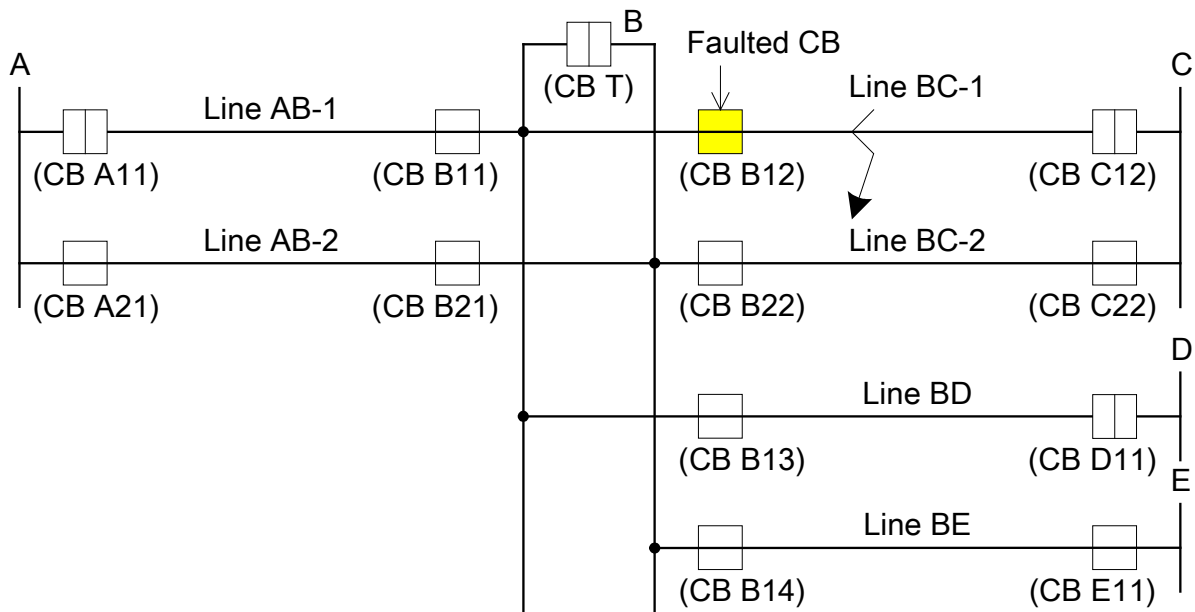 B
Faulted CB
A
(CB T)
Line AB-1
Line BC-1
(CB A11)
(CB B11)
(CB B12)
(CB C12)
Line AB-2
Line BC-2
(CB A21)
(CB B21)
(CB B22)
(CB C22)
D
Line BD
(CB B13)
(CB D11)
E
Line BE
(CB B14)
(CB E11)